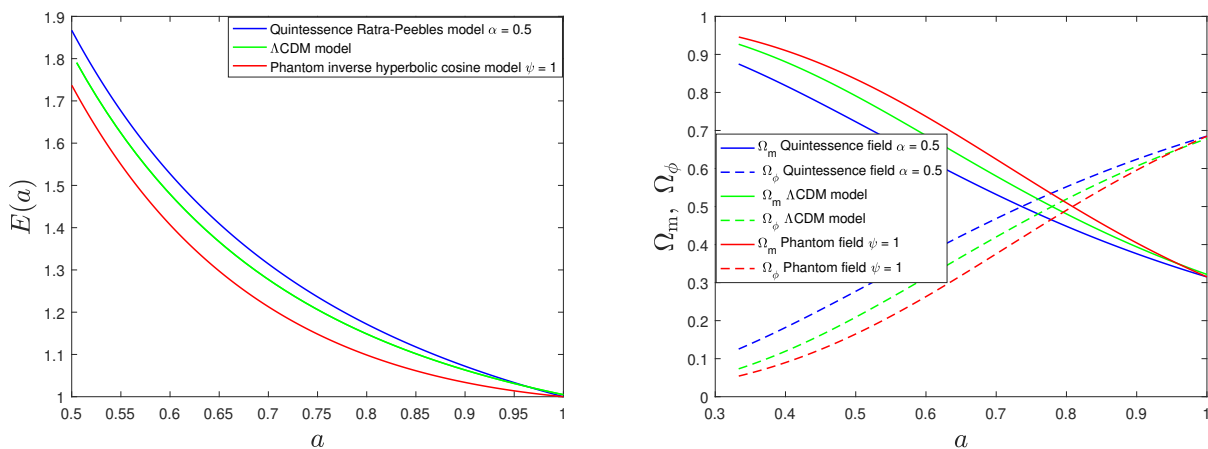 E(a)
1.9
1.8
1.7
1.6
1.5
1.4
1.3
1.2
1.1
1
Quintessence Ratra-Peebles model α = 0.5
ΛCDM model
Phantom inverse hyperbolic cosine model ψ = 1
0.5 0.55 0.6 0.65 0.7 0.75 0.8 0.85 0.9 0.95 1
a
Ωm, Ωϕ
1
0.9
0.8
0.7
0.6
0.5
0.4
0.3
0.2
0.1
0
Ωm Quintessence field α = 0.5
Ωϕ Quintessence field α = 0.5
Ωm ΛCDM model
Ωϕ ΛCDM model
Ωm Phantom field ψ = 1
Ωϕ Phantom field ψ = 1
0.3 0.4 0.5 0.6 0.7 0.8 0.9 1
a